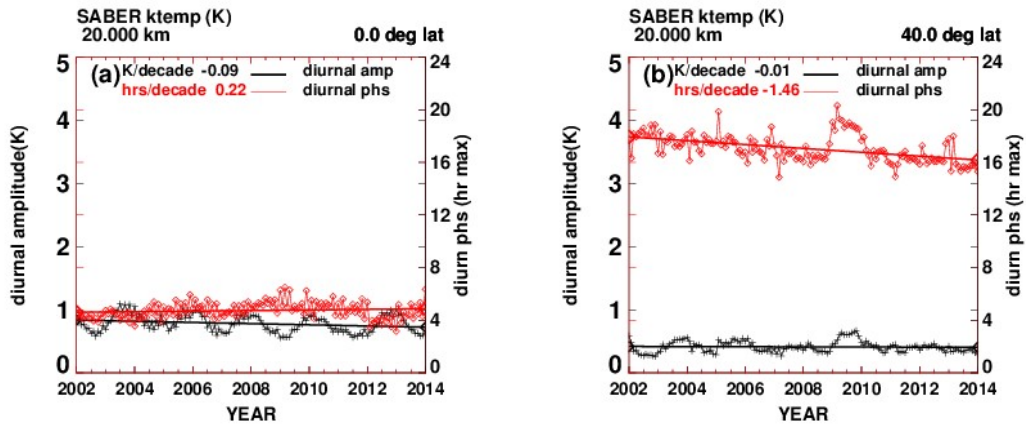 SABER ktemp (K)
20.000 km 0.0 deg lat
(a) K/decade -0.09 diurnal amp
hrs/decade 0.22 diurnal phs
diurnal amplitude(K)
5
4
3
2
1
0
24
20
16
12
8
4
0
diurn phs (hr max)
2002 2004 2006 2008 2010 2012 2014
YEAR
SABER ktemp (K)
20.000 km 40.0 deg lat
(b) K/decade -0.01 diurnal amp
hrs/decade -1.46 diurnal phs
diurnal amplitude(K)
5
4
3
2
1
0
24
20
16
12
8
4
0
diurn phs (hr max)
2002 2004 2006 2008 2010 2012 2014
YEAR